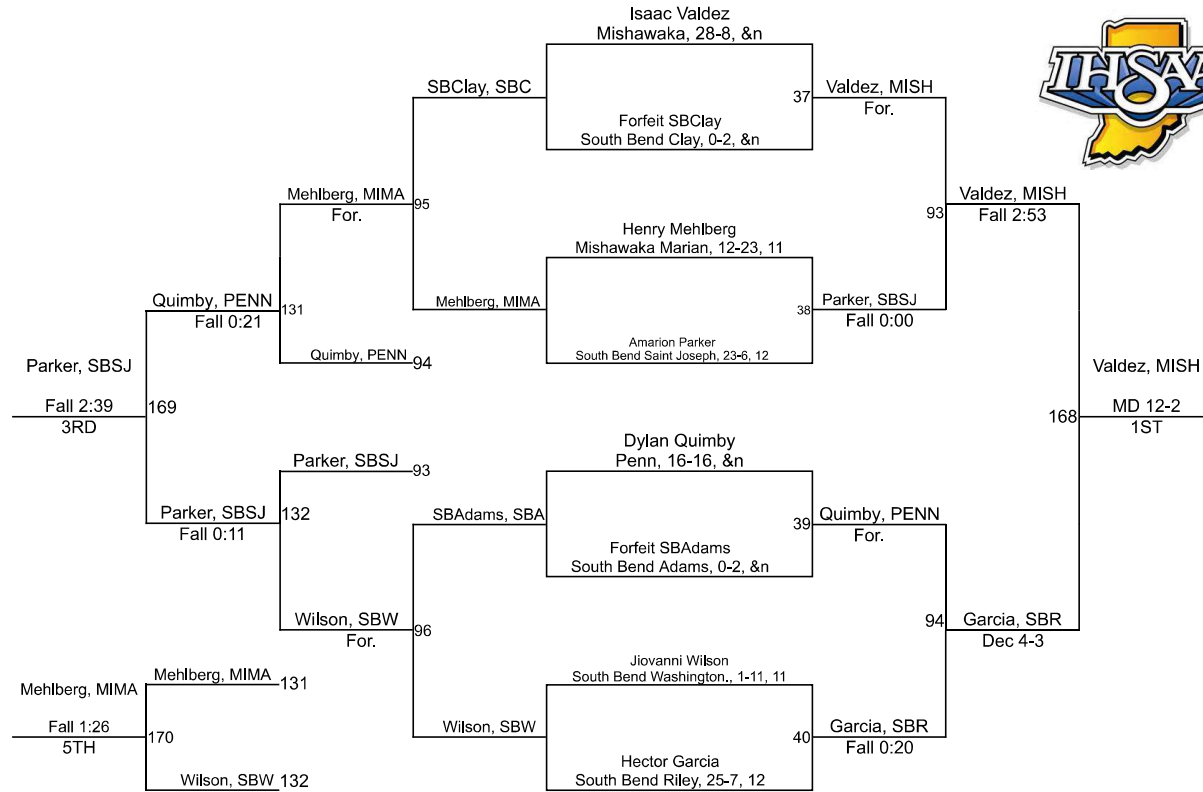 Isaac Valdez
Mishawaka, 28-8, &n
IHSAA
SBClay, SBC
37
Valdez, MISH
For.
Forfeit SBClay
South Bend Clay, 0-2, &n
Mehlberg, MIMA
For.
95
93
Valdez, MISH
Fall 2:53
Henry Mehlberg
Mishawaka Marian, 12-23, 11
Quimby, PENN
Fall 0:21
131
Mehlberg, MIMA
38
Parker, SBSJ
Fall 0:00
Amarion Parker
South Bend Saint Joseph, 23-6, 12
Quimby, PENN
94
Parker, SBSJ
Fall 2:39
3RD
169
Valdez, MISH
MD 12-2
1ST
168
Dylan Quimby
Penn, 16-16, &n
Parker, SBSJ
93
Parker, SBSJ
Fall 0:11
132
SBAdams, SBA
39
Quimby, PENN
For.
Forfeit SBAdams
South Bend Adams, 0-2, &n
Wilson, SBW
For.
96
94
Garcia, SBR
Dec 4-3
Jiovanni Wilson
South Bend Washington., 1-11, 11
Mehlberg, MIMA
131
Mehlberg, MIMA
Fall 1:26
5TH
170
Wilson, SBW
40
Garcia, SBR
Fall 0:20
Hector Garcia
South Bend Riley, 25-7, 12
Wilson, SBW
132